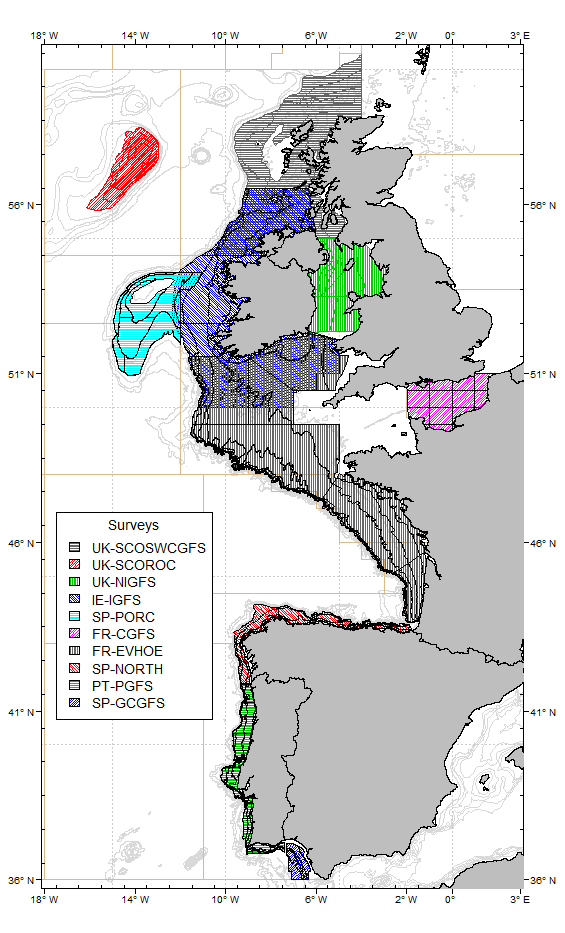 18° W 14° W 10° W 6° W 2° W 0° 3° E
56° N 56° N
51° N 51° N
46° N 46° N
Surveys
UK-SCOSWCGFS
UK-SCOROC
UK-NIGFS
IE-IGFS
SP-PORC
FR-CGFS
FR-EVHOE
SP-NORTH
PT-PGFS
SP-GCGFS
41° N 41° N
36° N 36° N
18° W 14° W 10° W 6° W 2° W 0° 3° E